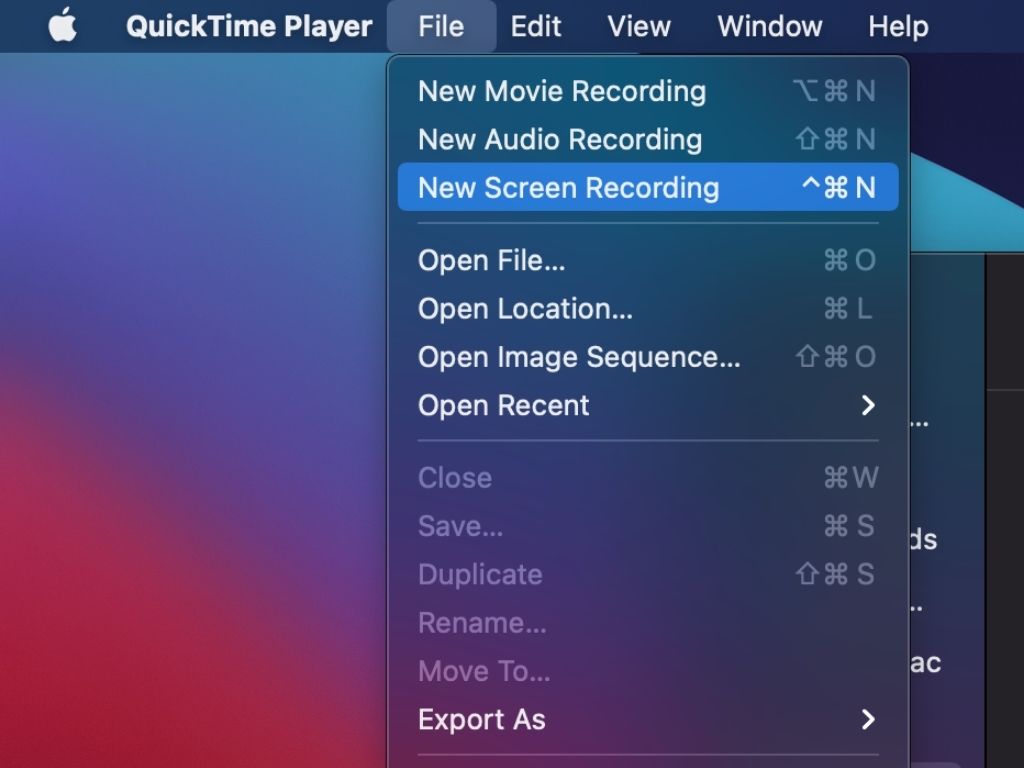 QuickTime Player File Edit View Window Help
New Movie Recording ⌥⌘N
New Audio Recording ⇧⌘N
New Screen Recording ^⌘N
Open File... ⌘O
Open Location... ⌘L
Open Image Sequence... ⇧⌘O
Open Recent >
...
Close ⌘W
Save... ⌘S
ds
Duplicate ⇧⌘S
Rename...
Move To...
ac
Export As >